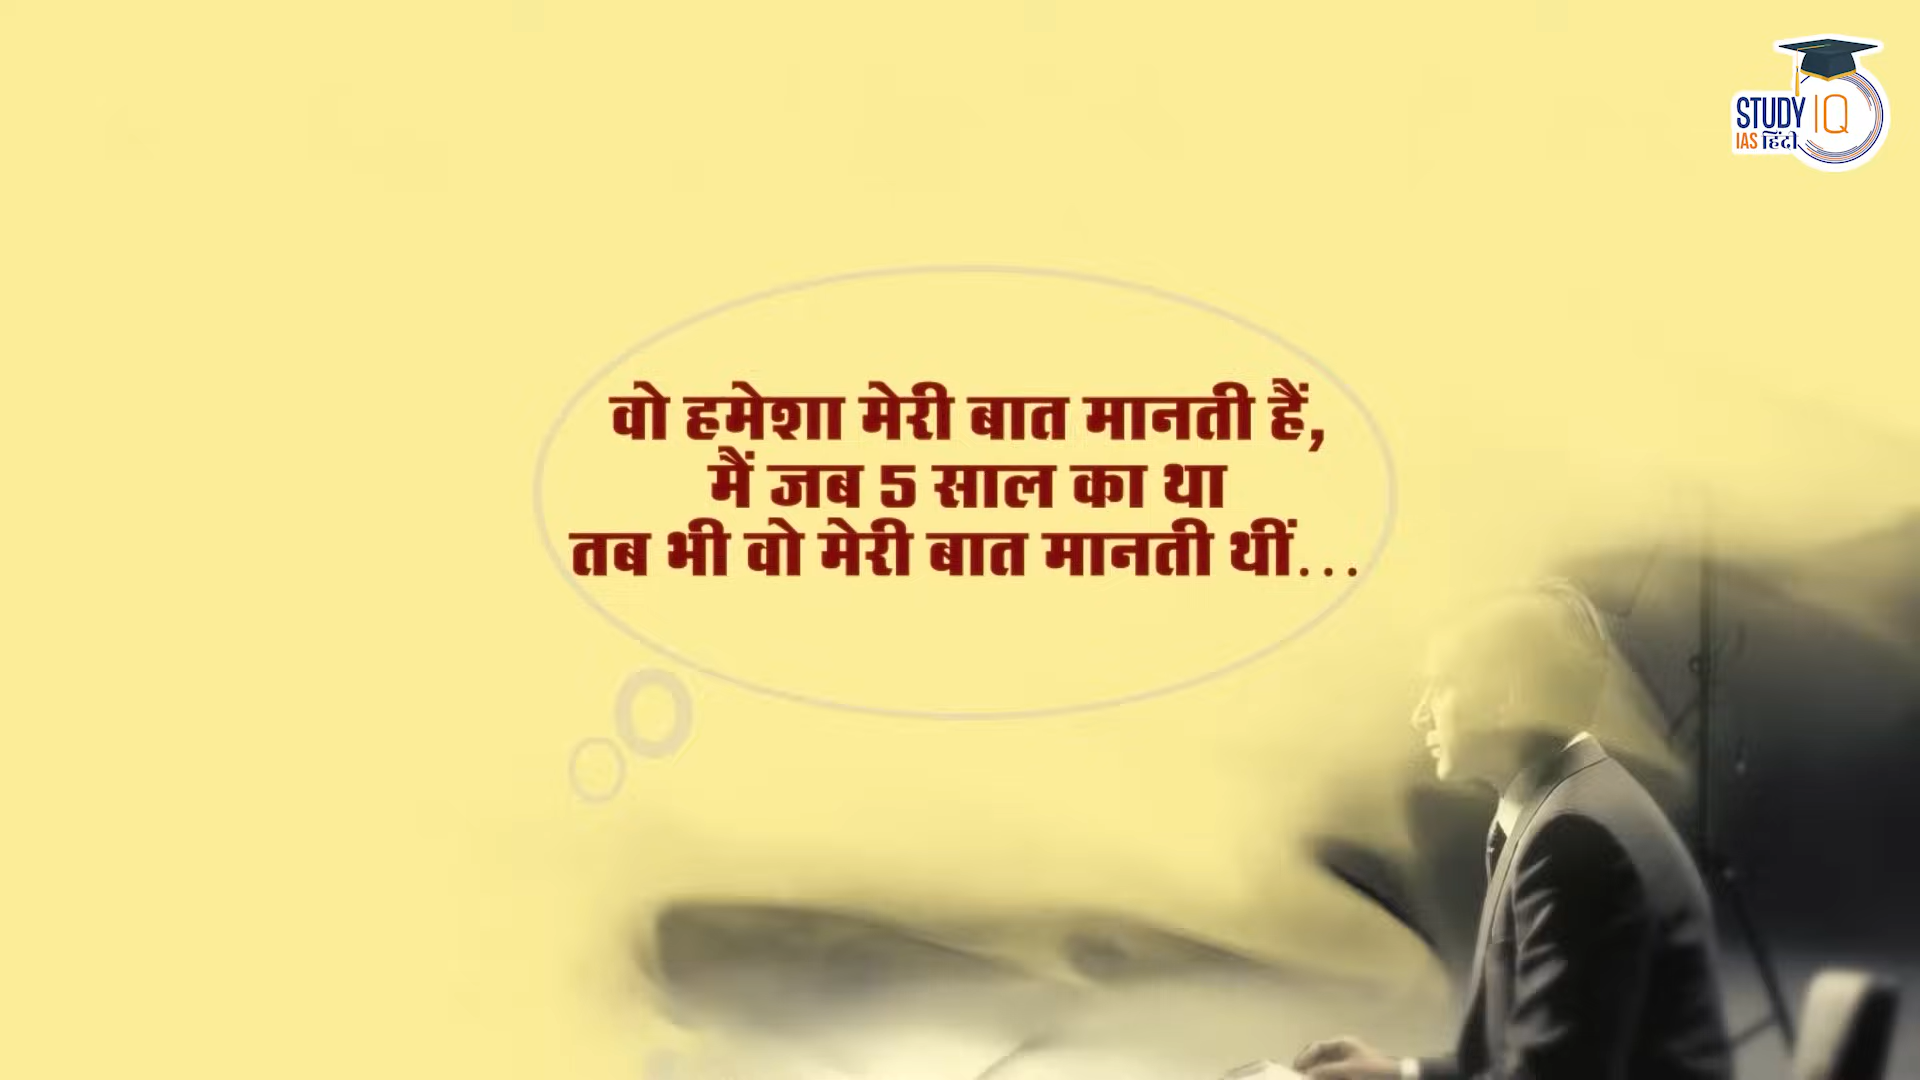 STUDY IQ
IAS हिंदी
वो हमेशा मेरी बात मानती हैं,
मैं जब 5 साल का था
तब भी वो मेरी बात मानती थीं...